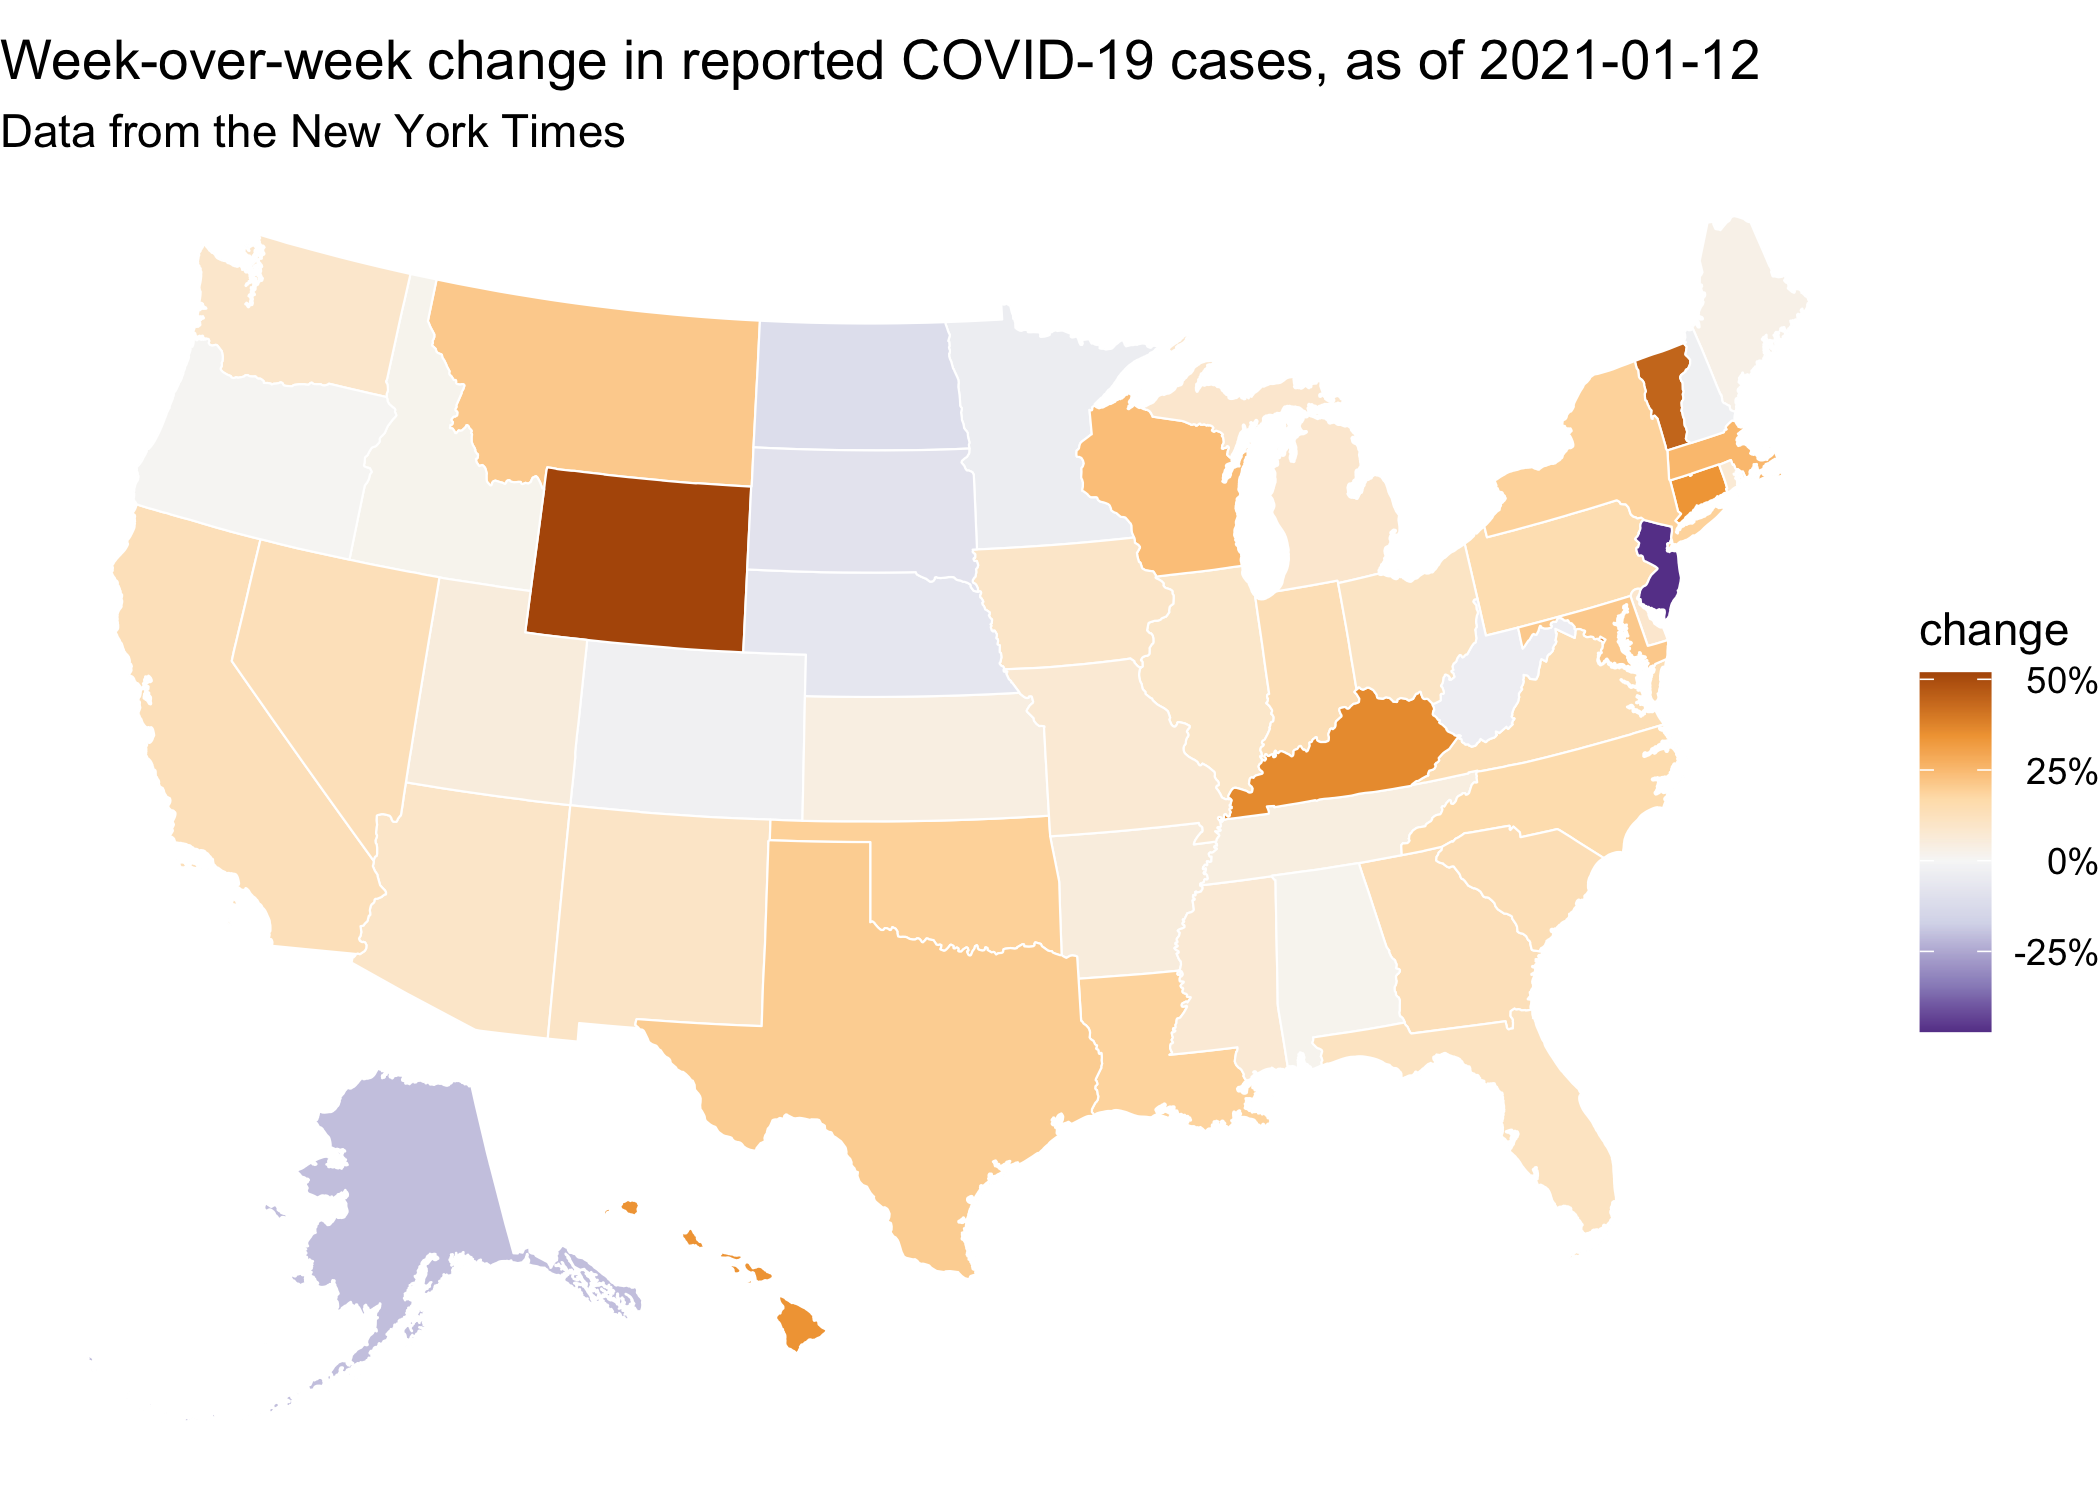 Week-over-week change in reported COVID-19 cases, as of 2021-01-12
Data from the New York Times
change
50%
25%
0%
-25%